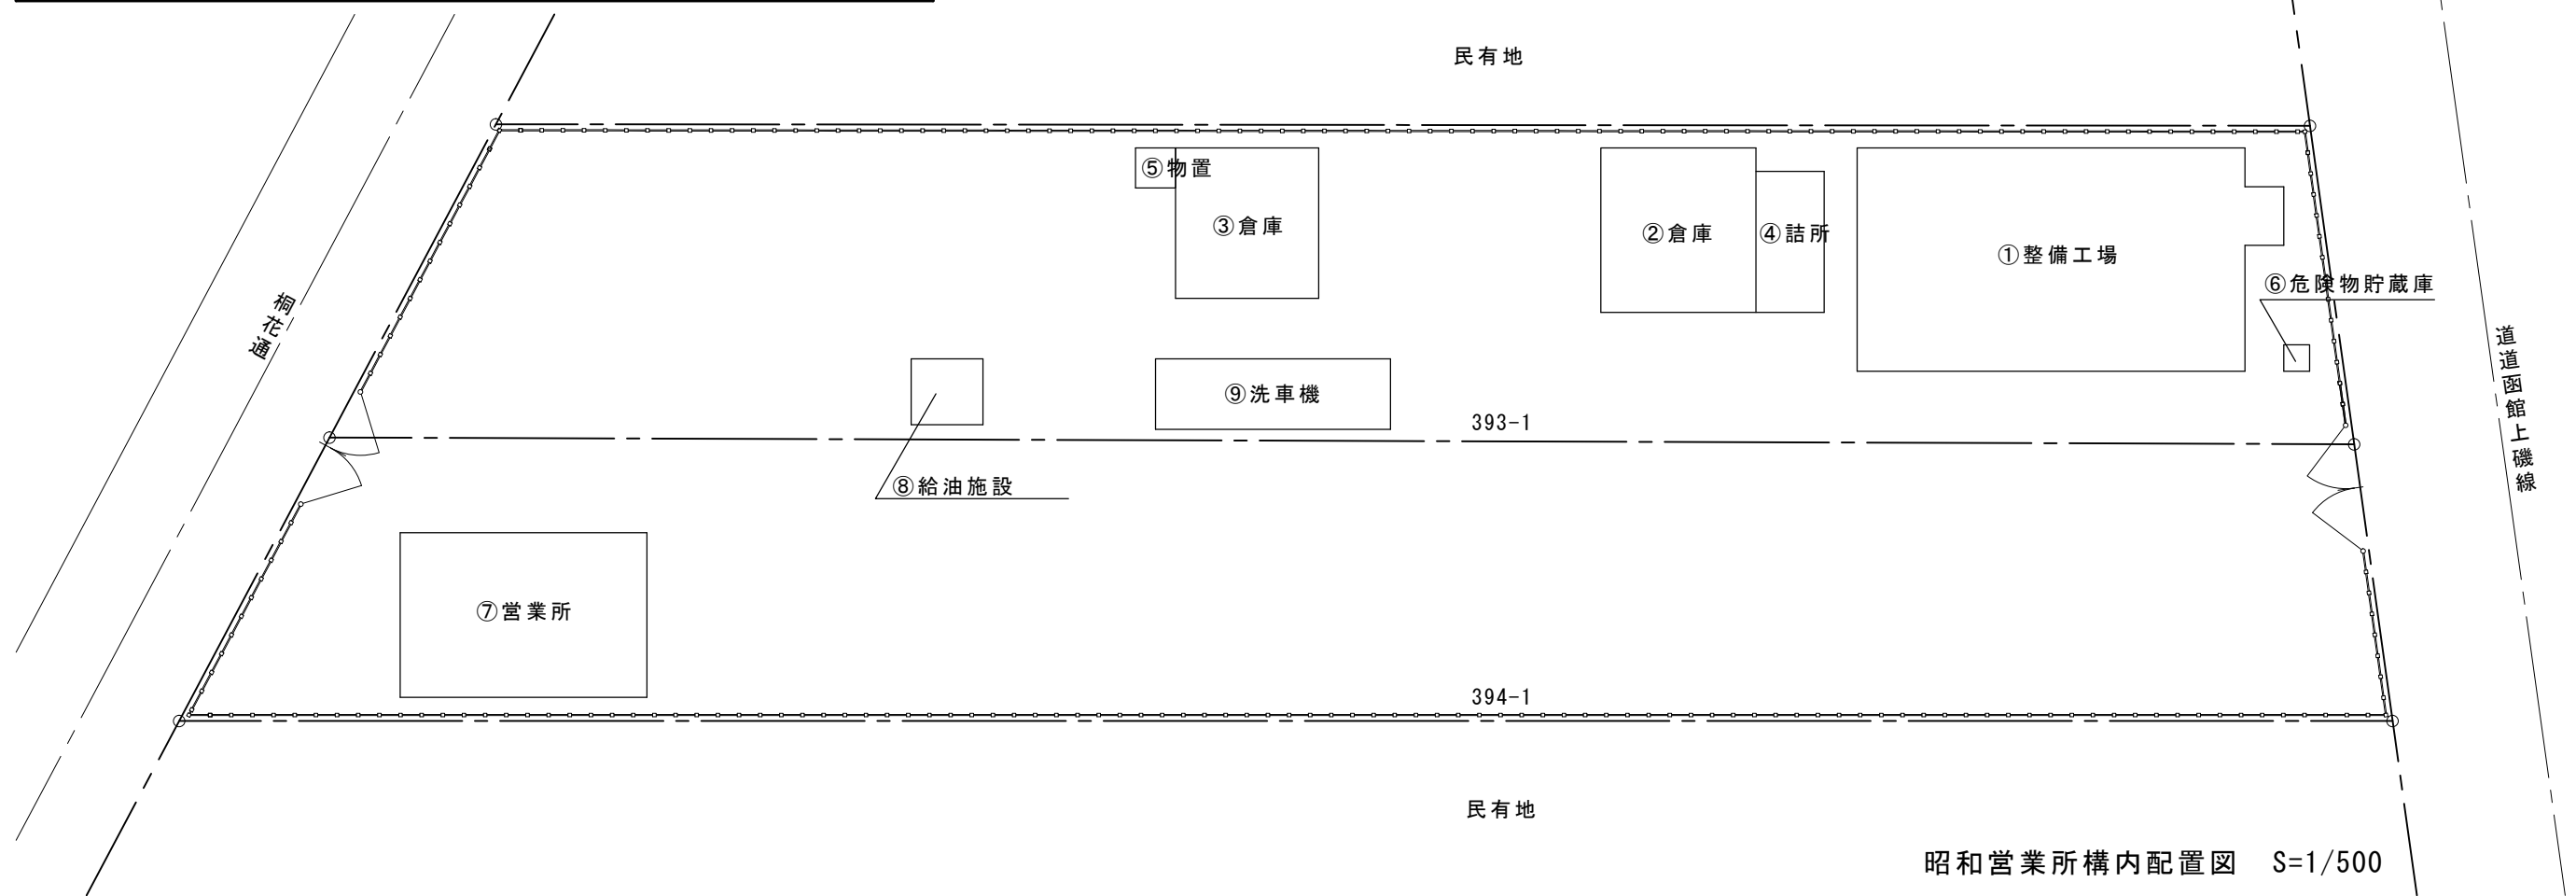 民有地
⑤物置
③倉庫
②倉庫
④詰所
①整備工場
⑥危険物貯蔵庫
桐花通
道道函館上磯線
⑨洗車機
393-1
⑧給油施設
⑦営業所
394-1
民有地
昭和営業所構内配置図 S=1/500